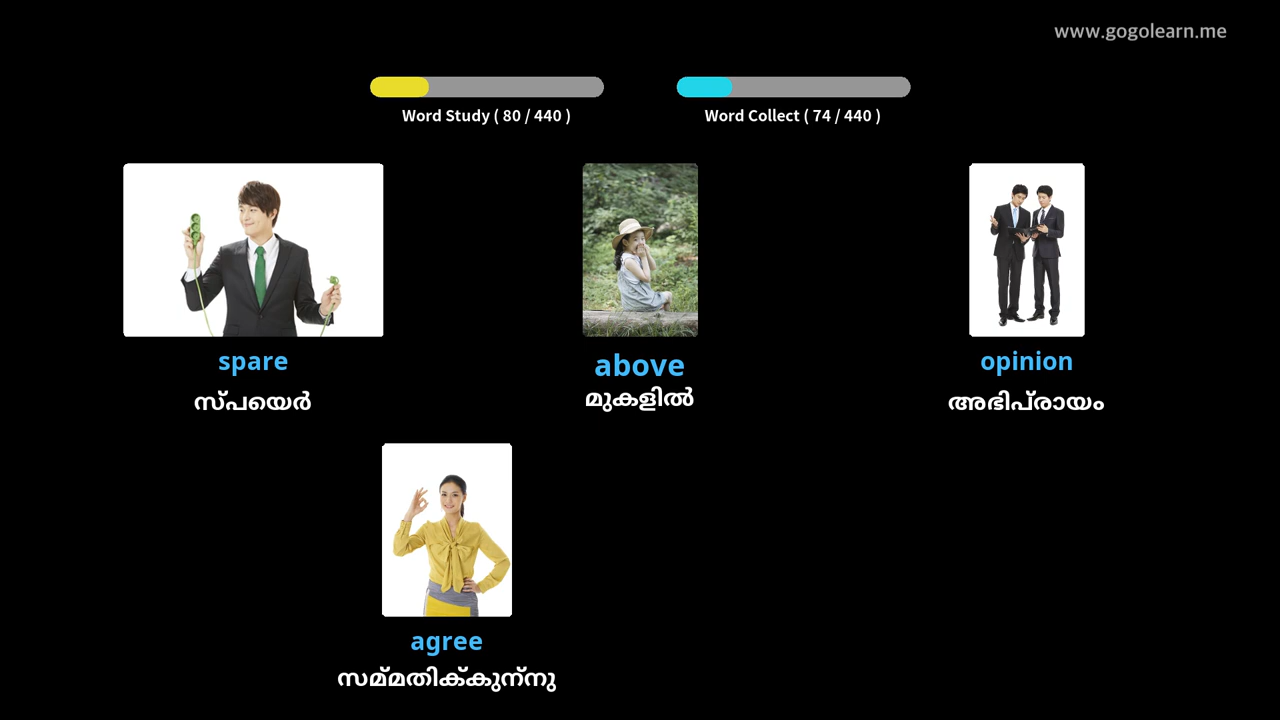 www.gogolearn.me
Word Study ( 80 / 440 )
Word Collect ( 74 / 440 )
spare
above
opinion
സ്പയെർ
മുകളിൽ
അഭിപ്രായം
agree
സമ്മതിക്കുന്നു